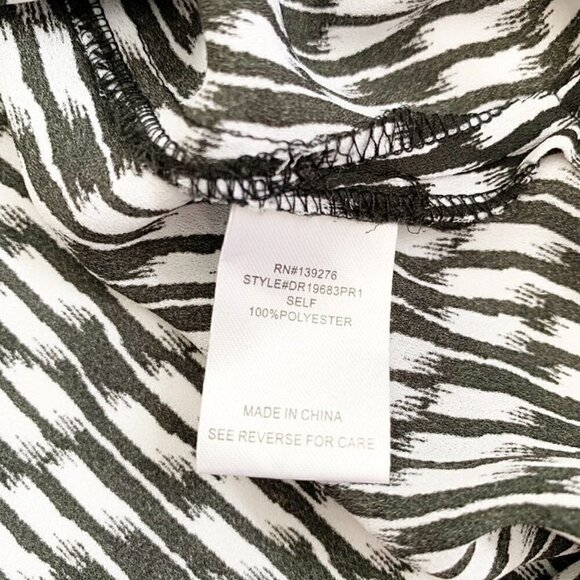 RN#139276
STYLE#DR19683PR1
SELF
100%POLYESTER
MADE IN CHINA
SEE REVERSE FOR CARE